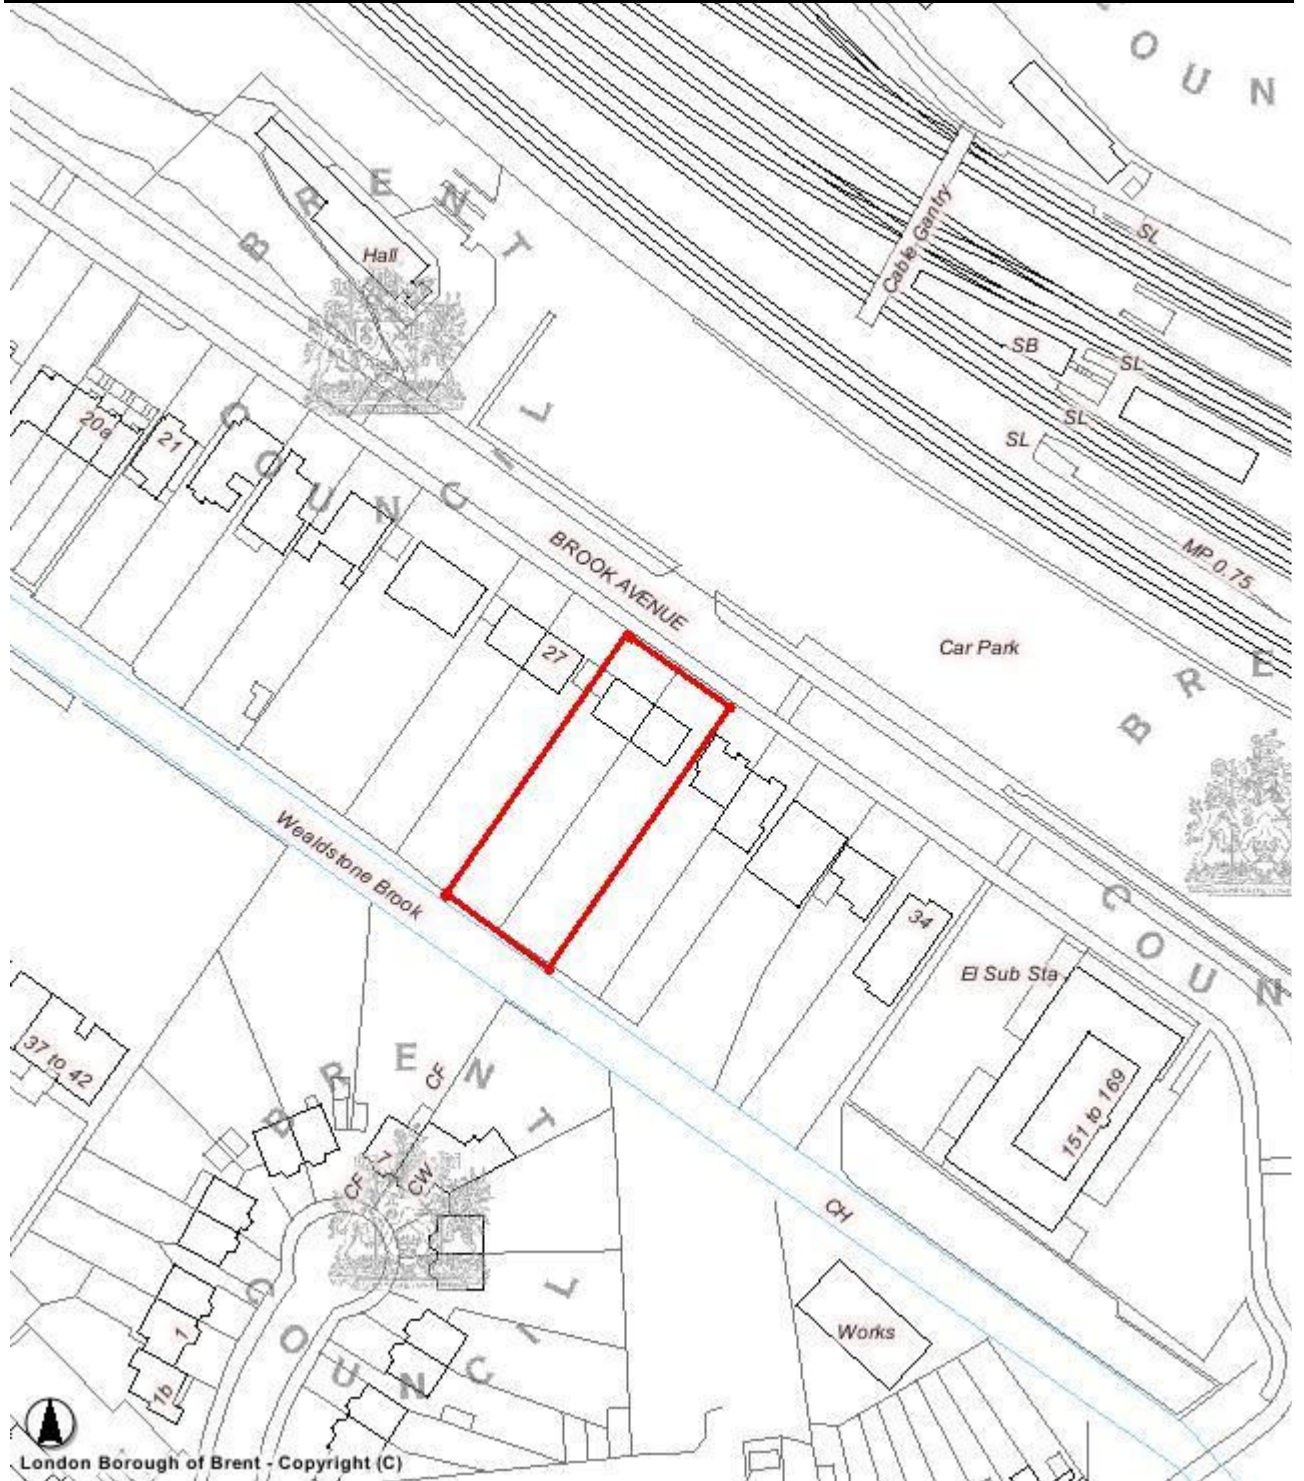 OUN
BRENT
Hall
SL
Cable Gantry
SB
SL
SL
SL
MP 0.75
20a
21
COUNCIL
BROOK AVENUE
27
Car Park
BRE
Wealdstone Brook
34
COUN
El Sub Sta
37 to 42
BRENT
CF
151 to 169
7
CF
CW
CH
COUNCIL
1
Works
1b
London Borough of Brent - Copyright (C)